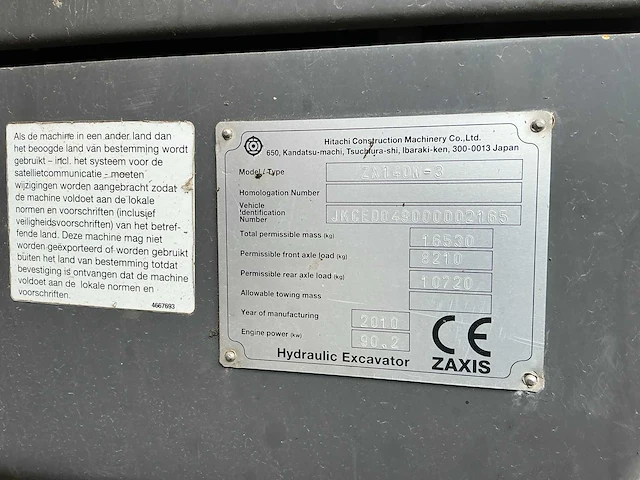 Als de machine in een ander land dan
het beoogde land van bestemming wordt
gebruikt – incl. het systeem voor de
satellietcommunicatie – moeten
wijzigingen worden aangebracht zodat
de machine voldoet aan de lokale
normen en voorschriften (inclusief
veiligheidsvoorschriften) van het betref-
fende land. Deze machine mag niet
worden geëxporteerd of worden gebruikt
buiten het land van bestemming totdat
bevestiging is ontvangen dat de machine
voldoet aan de lokale normen en
voorschriften.
4667693
Hitachi Construction Machinery Co.,Ltd.
650, Kandatsu-machi, Tsuchiura-shi, Ibaraki-ken, 300-0013 Japan
Model / Type ZX140W-3
Homologation Number
Vehicle
Identification
Number
Total permissible mass (kg) 16530
Permissible front axle load (kg) 8210
Permissible rear axle load (kg) 10720
Allowable towing mass
Year of manufacturing 2010
Engine power (kw) 90.2
Hydraulic Excavator
CE
ZAXIS